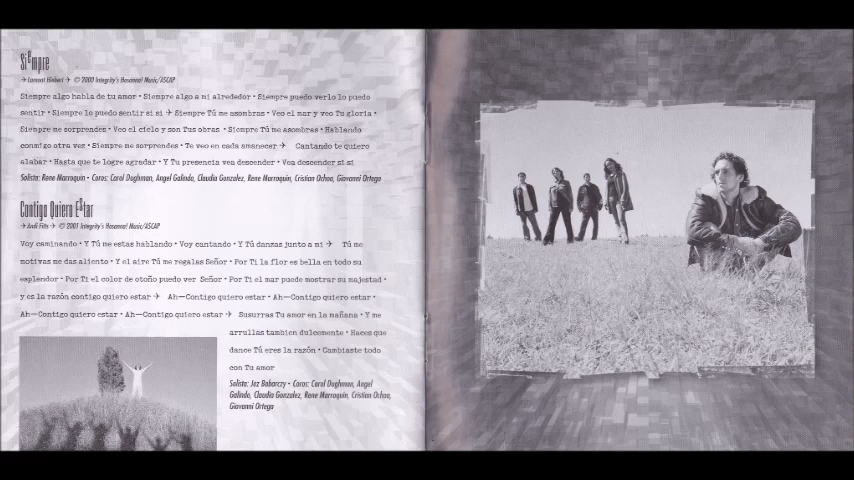 Siempre
✈ Laurent Hiebert ✈ © 2000 Integrity's Hosanna! Music/ASCAP
Siempre algo habla de tu amor • Siempre algo a mi alrededor • Siempre puedo verlo lo puedo
sentir • Siempre lo puedo sentir si si ✈ Siempre Tú me asombras • Veo el mar y veo Tu gloria •
Siempre me sorprendes • Veo el cielo y son Tus obras • Siempre Tú me asombras • Hablando
conmigo otra vez • Siempre me sorprendes • Te veo en cada amanecer ✈ Cantando te quiero
alabar • Hasta que te logre agradar • Y Tu presencia ven descender • Vea descender si si
Solista: Rene Marroquin • Coros: Carol Dughman, Angel Galindo, Claudia Gonzalez, Rene Marroquin, Cristian Ochoa, Giovanni Ortega
Contigo Quiero Estar
✈ Andi Fitts ✈ © 2001 Integrity's Hosanna! Music/ASCAP
Voy caminando • Y Tú me estas hablando • Voy cantando • Y Tú danzas junto a mi ✈ Tú me
motivas me das aliento • Y el aire Tú me regalas Señor • Por Ti la flor es bella en todo su
esplendor • Por Ti el color de otoño puedo ver Señor • Por Ti el mar puede mostrar su majestad •
y es la razón contigo quiero estar ✈ Ah—Contigo quiero estar • Ah—Contigo quiero estar •
Ah—Contigo quiero estar • Ah—Contigo quiero estar ✈ Susurras Tu amor en la mañana • Y me
arrullas tambien dulcemente • Haces que
dance Tú eres la razón • Cambiaste todo
con Tu amor
Solista: Jez Babarczy • Coros: Carol Dughman, Angel
Galindo, Claudia Gonzalez, Rene Marroquin, Cristian Ochoa,
Giovanni Ortega